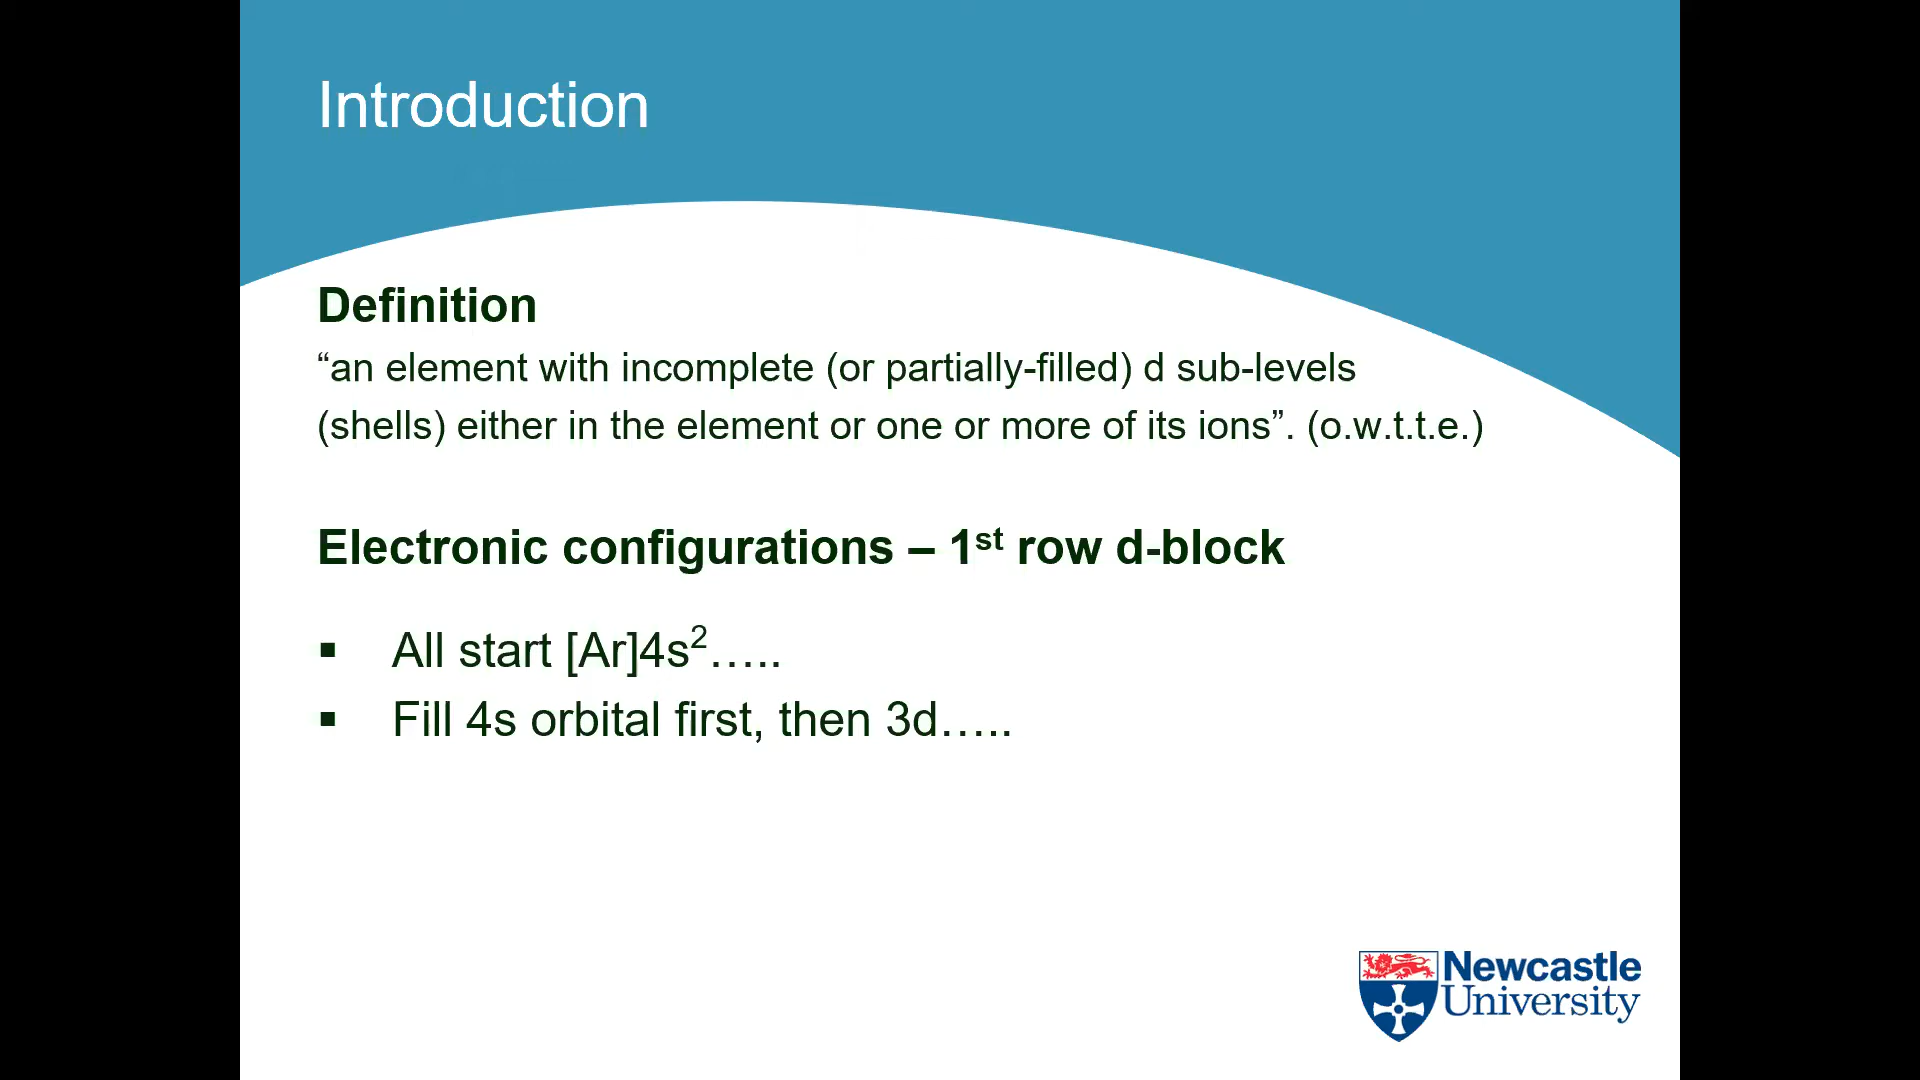 Introduction
Definition
“an element with incomplete (or partially-filled) d sub-levels
(shells) either in the element or one or more of its ions”. (o.w.t.t.e.)
Electronic configurations – 1st row d-block
▪ All start [Ar]4s²…..
▪ Fill 4s orbital first, then 3d…..
Newcastle
University